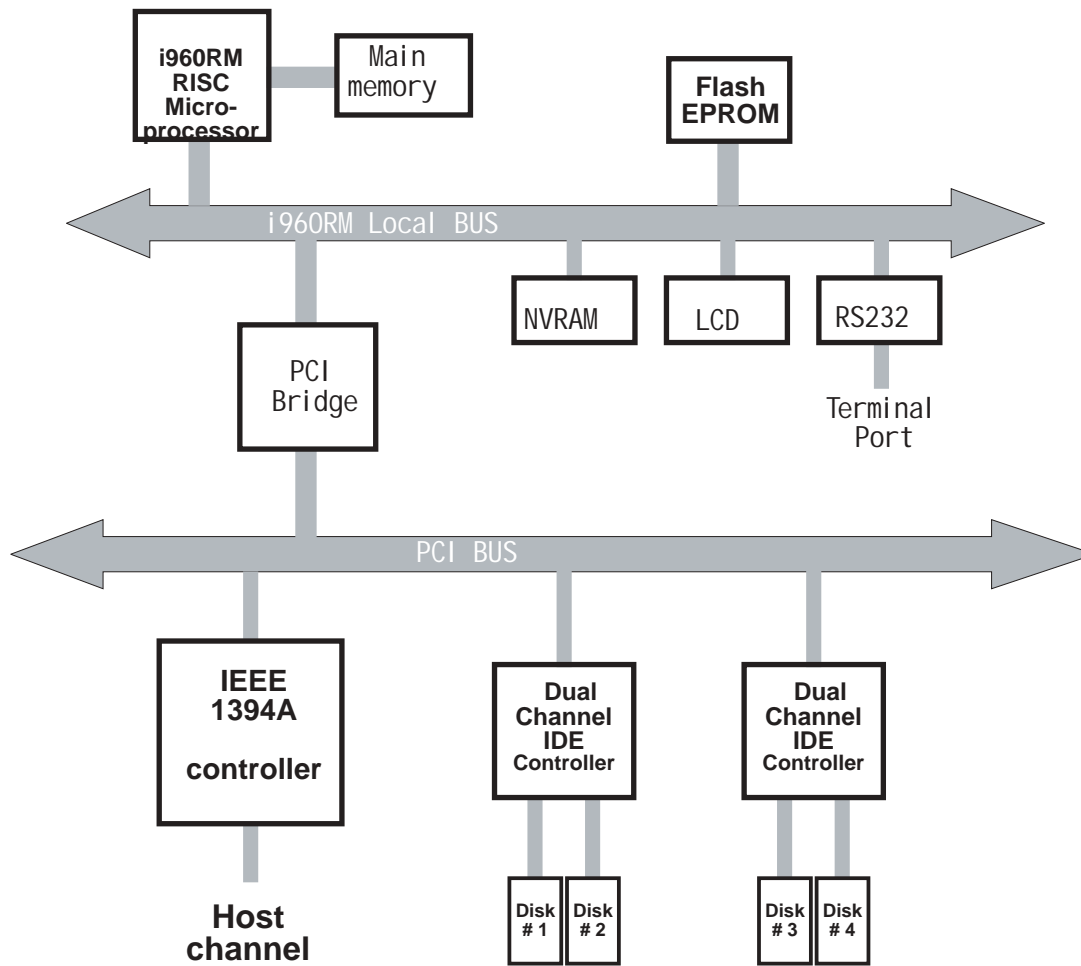 i960RM
RISC
Micro-
processor
Main
memory
Flash
EPROM
i960RM Local BUS
NVRAM
LCD
RS232
PCI
Bridge
Terminal
Port
PCI BUS
IEEE
1394A
controller
Dual
Channel
IDE
Controller
Dual
Channel
IDE
Controller
Disk
# 1
Disk
# 2
Disk
# 3
Disk
# 4
Host
channel